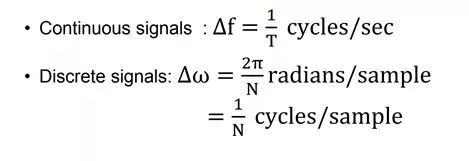 • Continuous signals : Δf = 1/T cycles/sec
• Discrete signals: Δω = 2π/N radians/sample
= 1/N cycles/sample